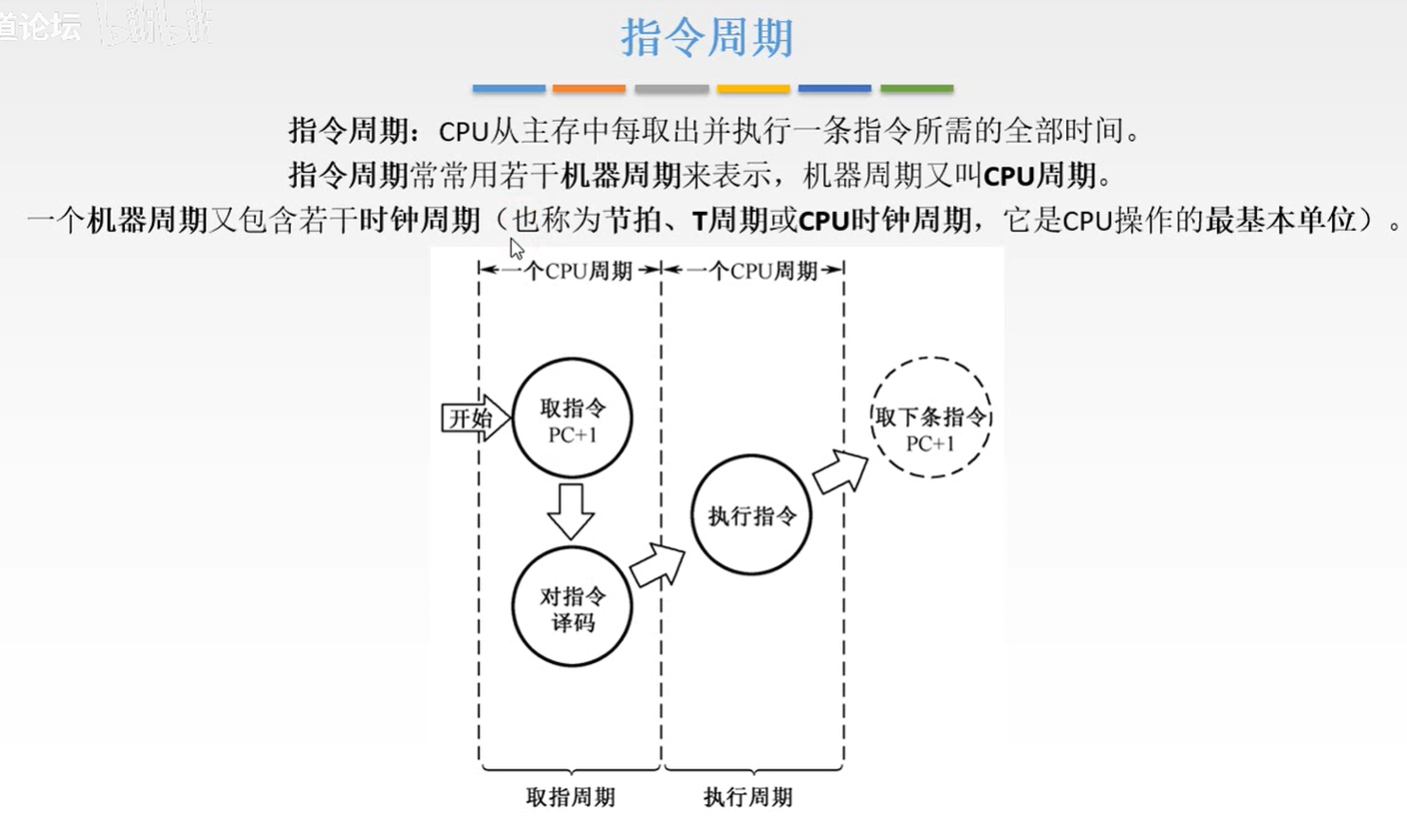 道论坛 bilibili
指令周期
指令周期：CPU从主存中每取出并执行一条指令所需的全部时间。
指令周期常常用若干机器周期来表示，机器周期又叫CPU周期。
一个机器周期又包含若干时钟周期（也称为节拍、T周期或CPU时钟周期，它是CPU操作的最基本单位）。
一个CPU周期 一个CPU周期
开始
取指令
PC+1
取下条指令
PC+1
执行指令
对指令
译码
取指周期 执行周期